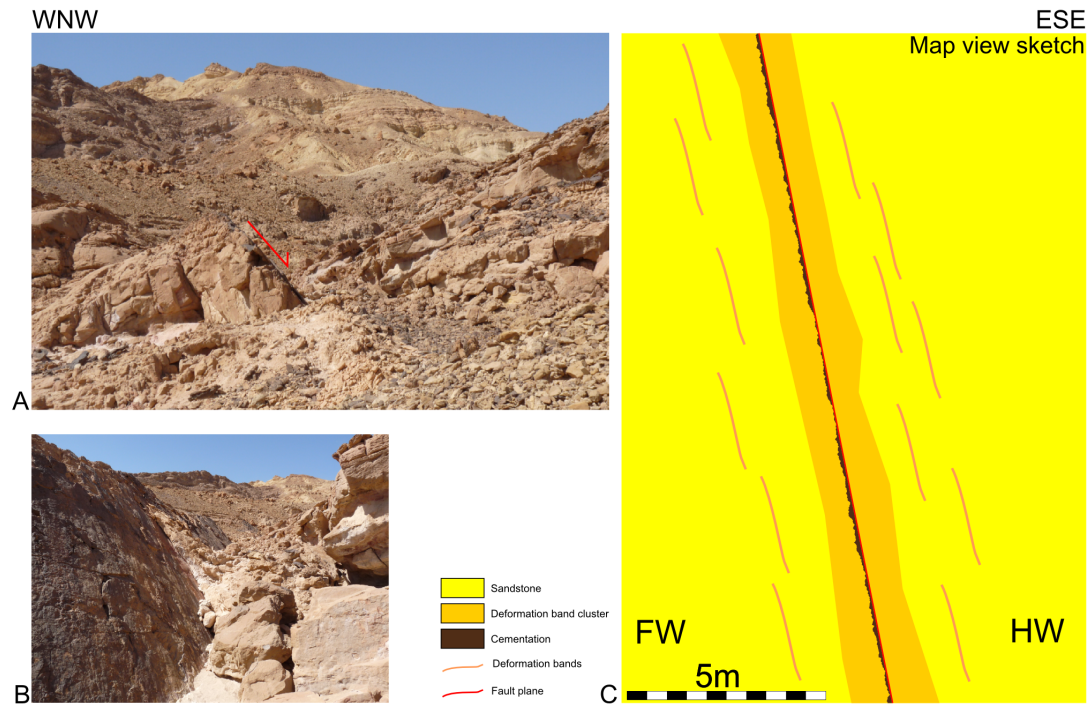 WNW
ESE
Map view sketch
A
B
Sandstone
Deformation band cluster
Cementation
Deformation bands
Fault plane
FW
HW
5m
C